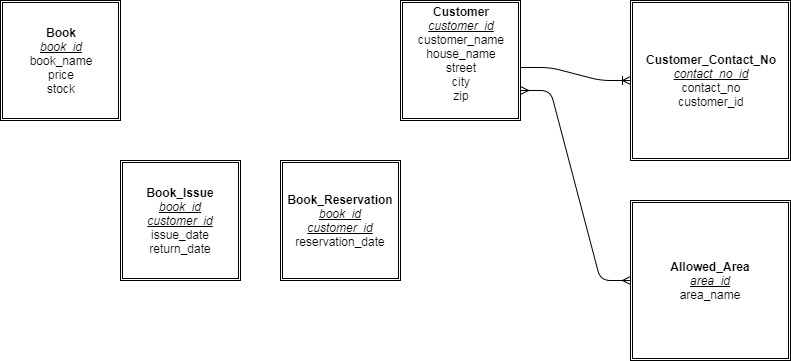 Book
book_id
book_name
price
stock
Customer
customer_id
customer_name
house_name
street
city
zip
Customer_Contact_No
contact_no_id
contact_no
customer_id
Book_Issue
book_id
customer_id
issue_date
return_date
Book_Reservation
book_id
customer_id
reservation_date
Allowed_Area
area_id
area_name